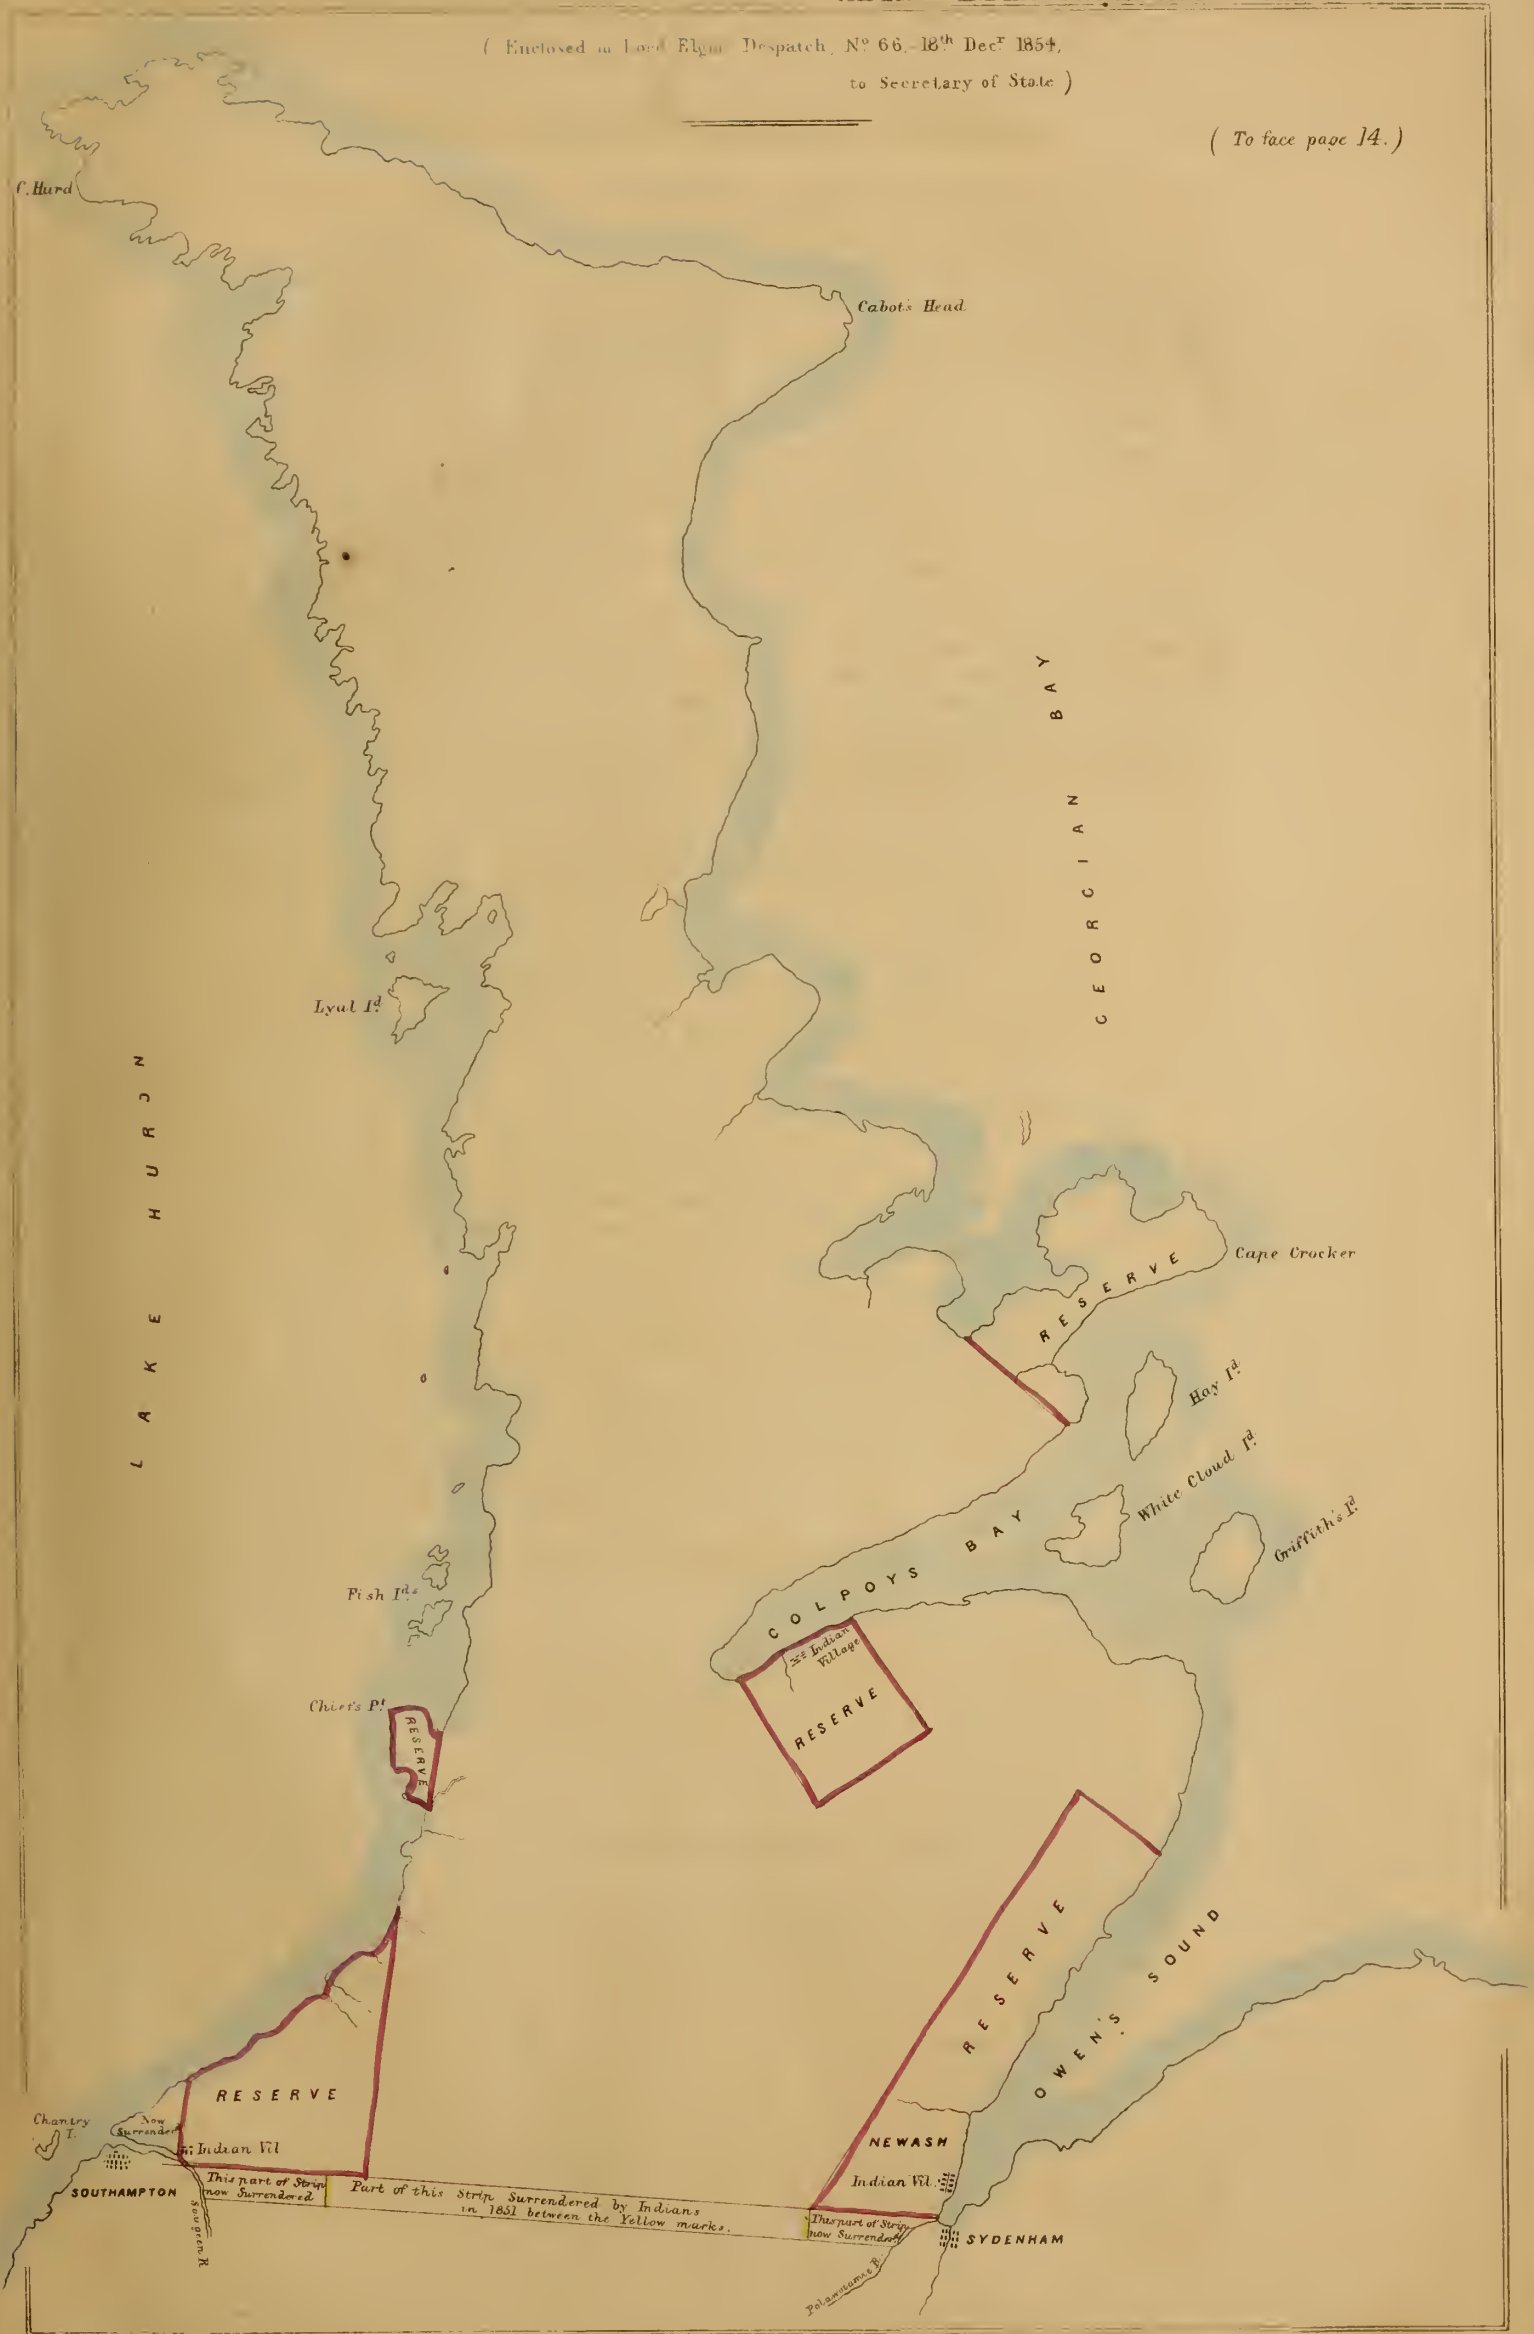 ( Enclosed in Lord Elgin Despatch, Nº 66, 18th Decr 1854,
to Secretary of State )
( To face page 14. )
C. Hurd
Cabot's Head
GEORGIAN BAY
Lyal Id
LAKE HURON
Cape Crocker
RESERVE
Hay Id
White Cloud Id
Griffith's Id
COLPOYS BAY
Fish Ids
Indian
Village
RESERVE
Chief's Pt
RESERVE
RESERVE
OWEN'S SOUND
RESERVE
Chantry
I.
Now
Surrendd
Indian Vil
SOUTHAMPTON
This part of Strip
now Surrendered
Part of this Strip Surrendered by Indians
in 1851 between the Yellow marks.
NEWASH
Indian Vil.
This part of Strip
now Surrendd
SYDENHAM
Saugeen R
Potawotamie R.